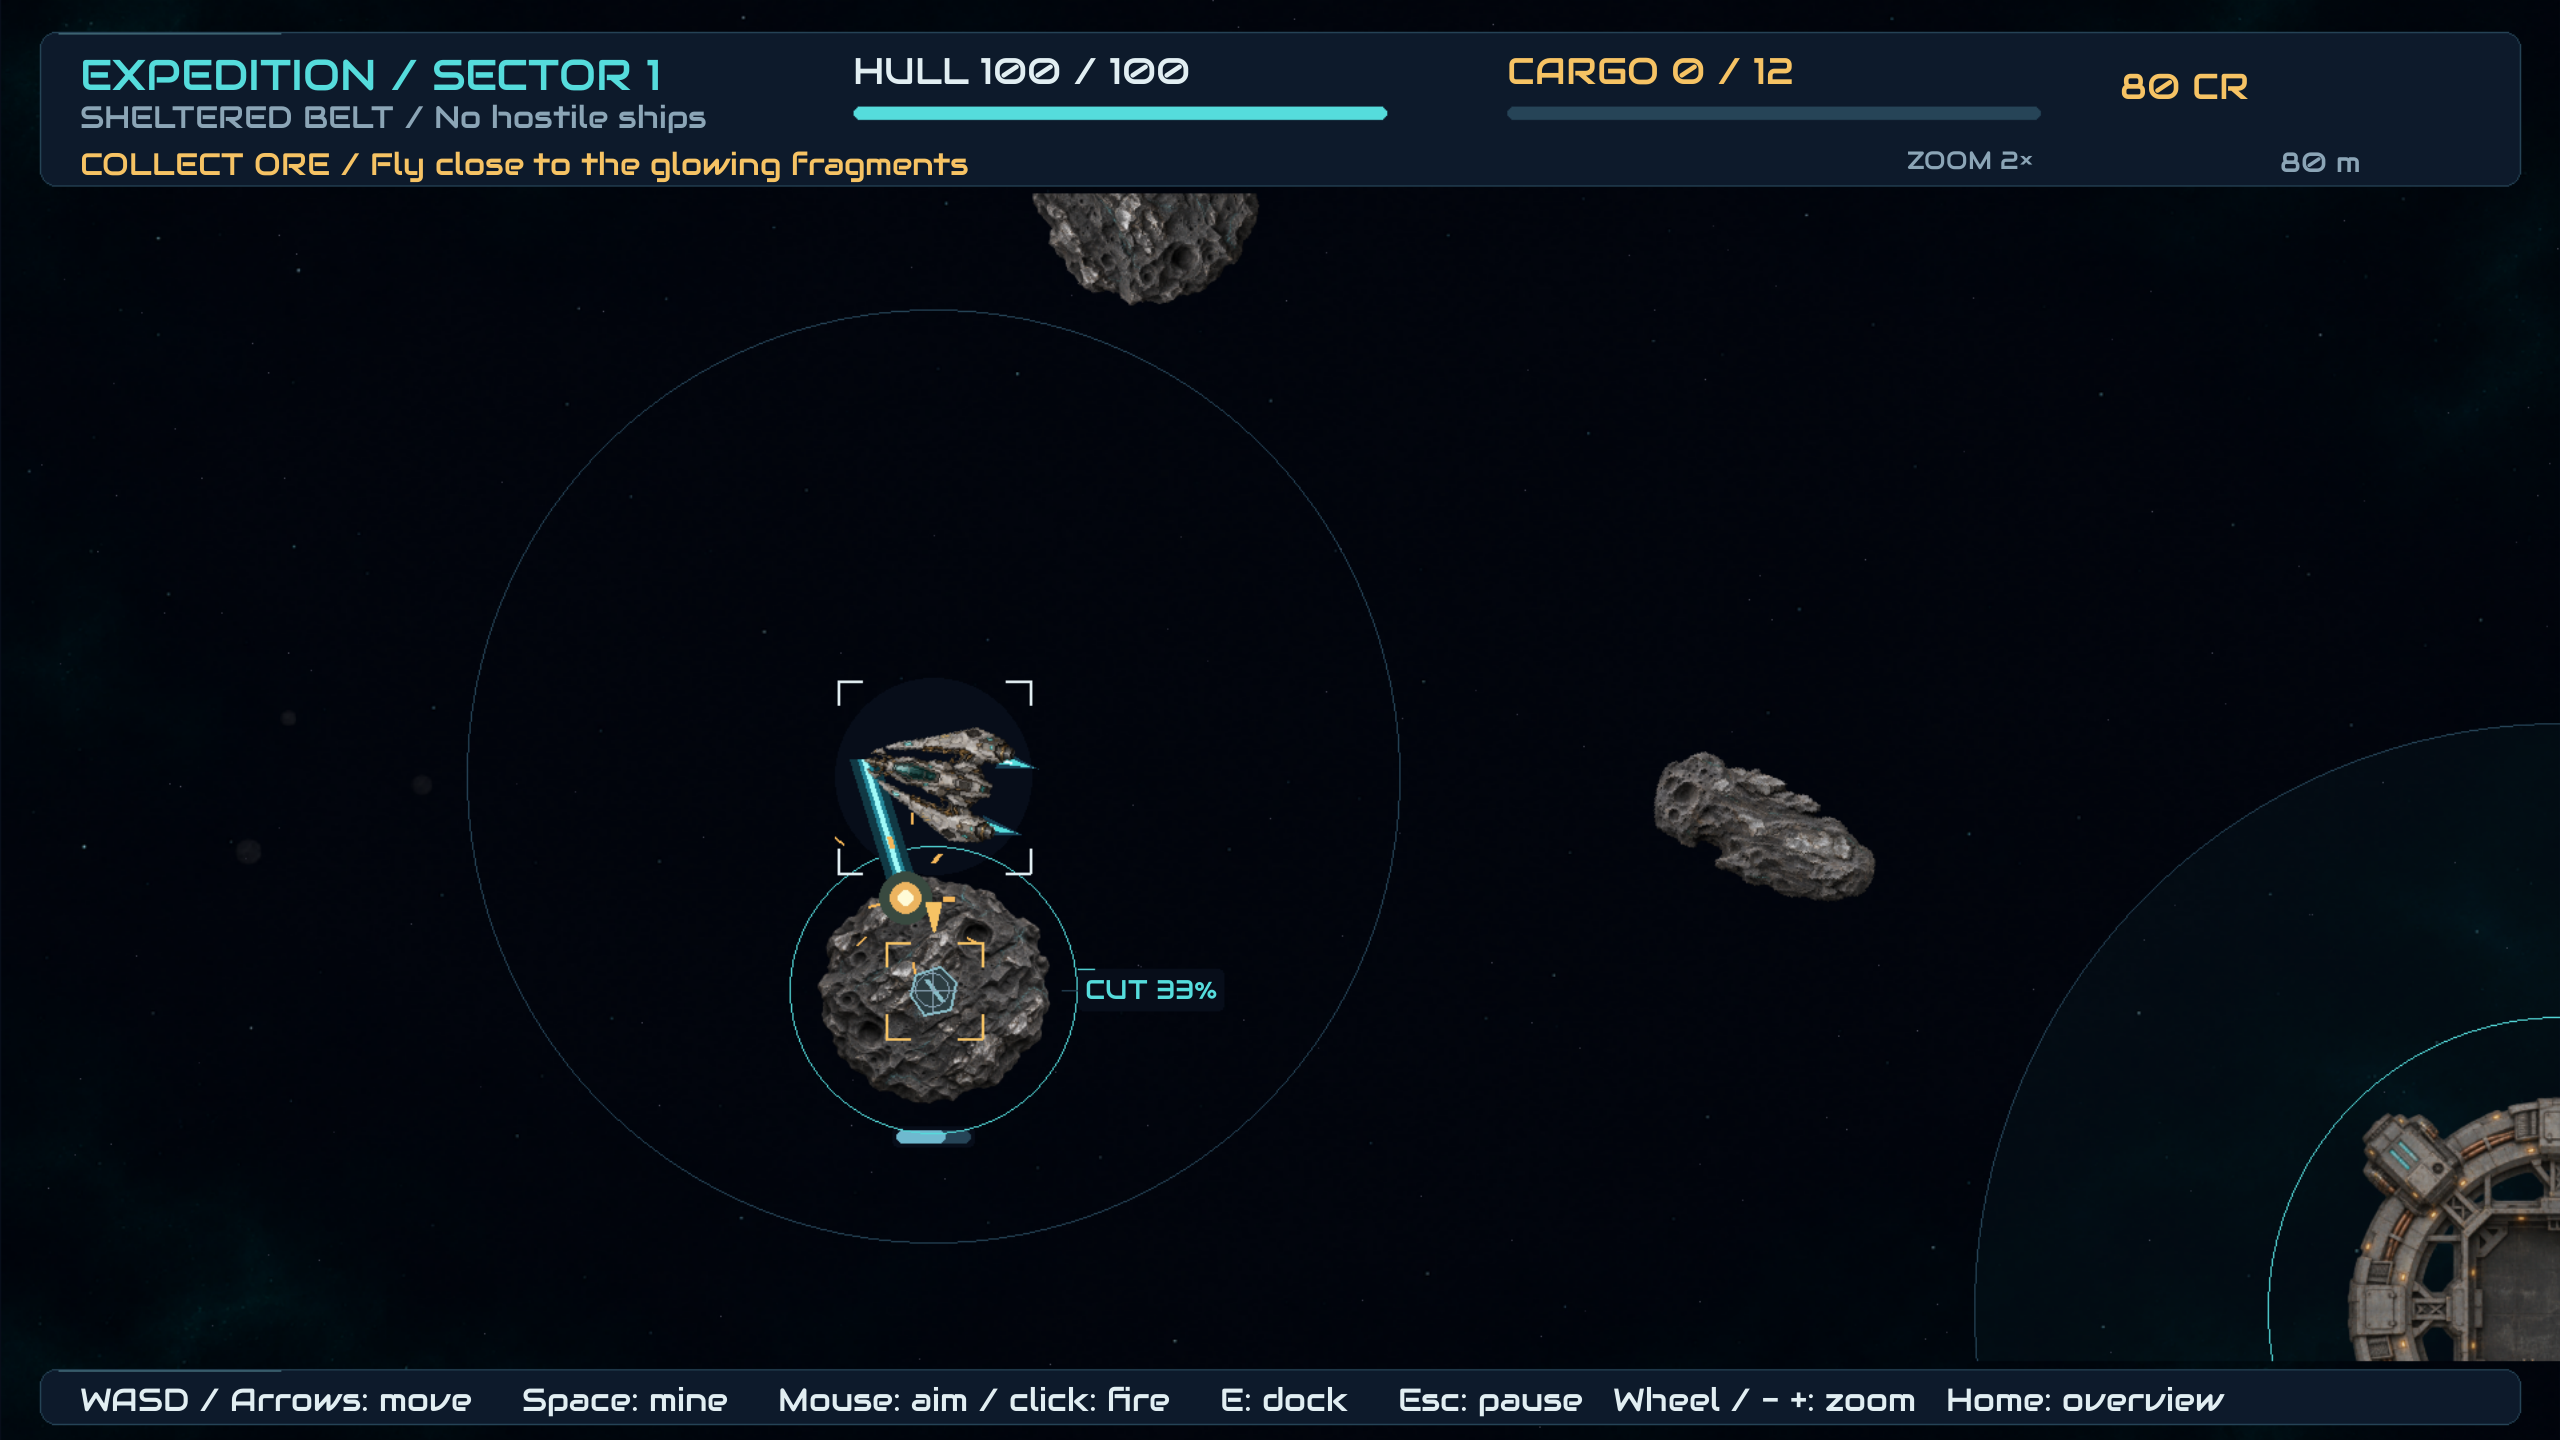 EXPEDITION / SECTOR 1
HULL 100 / 100
CARGO 0 / 12
80 CR
SHELTERED BELT / No hostile ships
COLLECT ORE / Fly close to the glowing fragments
ZOOM 2×
80 m
CUT 33%
WASD / Arrows: move
Space: mine
Mouse: aim / click: fire
E: dock
Esc: pause
Wheel / - +: zoom
Home: overview